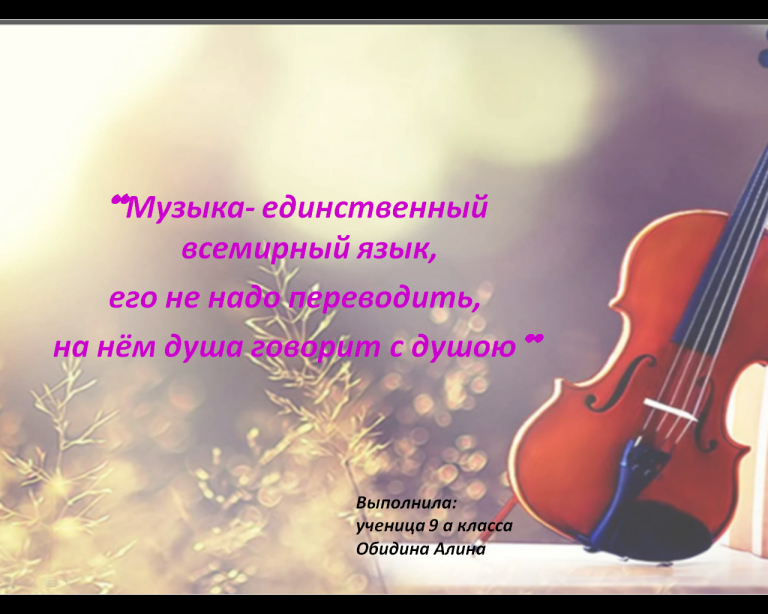 “Музыка- единственный
всемирный язык,
его не надо переводить,
на нём душа говорит с душою ”
Выполнила:
ученица 9 а класса
Обидина Алина